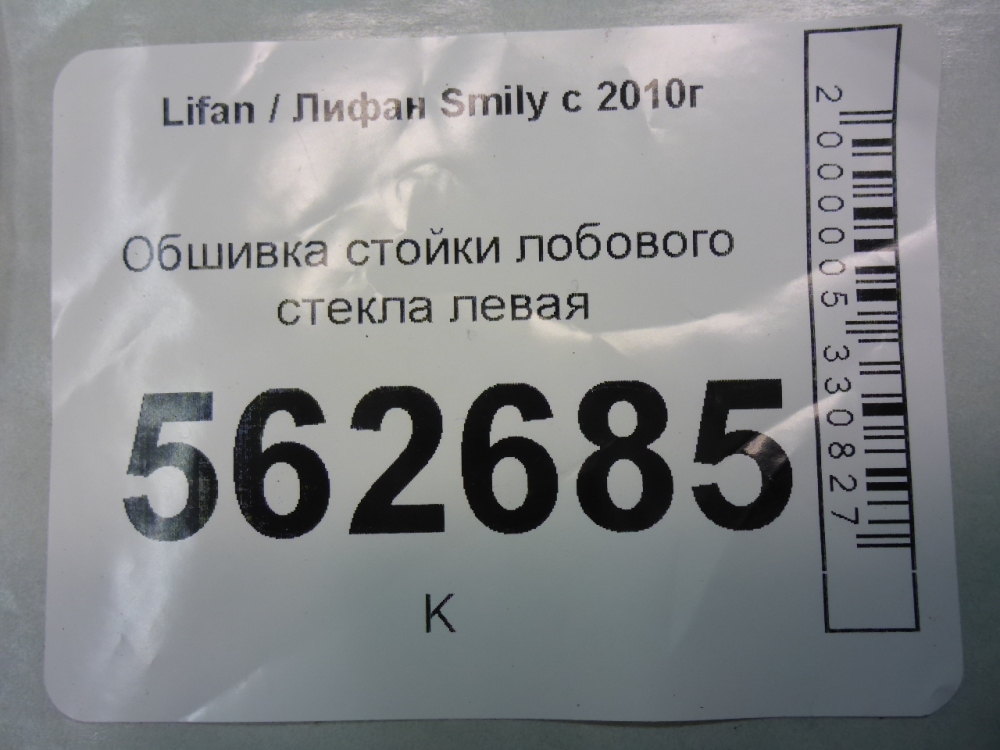 Lifan / Лифан Smily с 2010г
Обшивка стойки лобового
стекла левая
562685
К
2000005330827